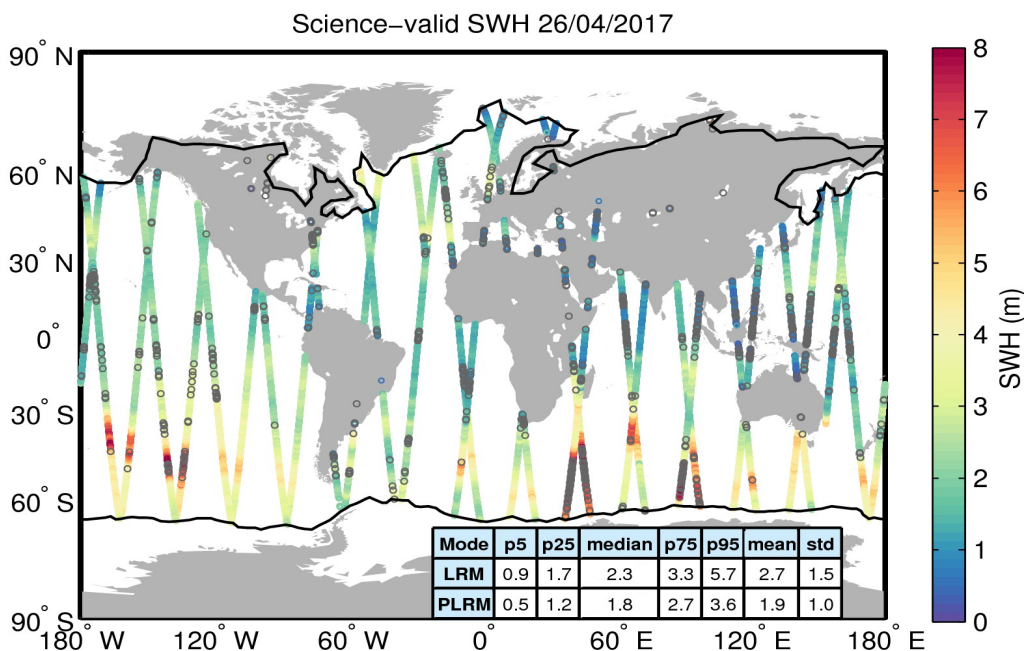 Science−valid SWH 26/04/2017
90° N
60° N
30° N
0°
30° S
60° S
90° S
180° W
120° W
60° W
0°
60° E
120° E
180° E
Mode p5 p25 median p75 p95 mean std
LRM 0.9 1.7 2.3 3.3 5.7 2.7 1.5
PLRM 0.5 1.2 1.8 2.7 3.6 1.9 1.0
8
7
6
5
4
3
2
1
0
SWH (m)